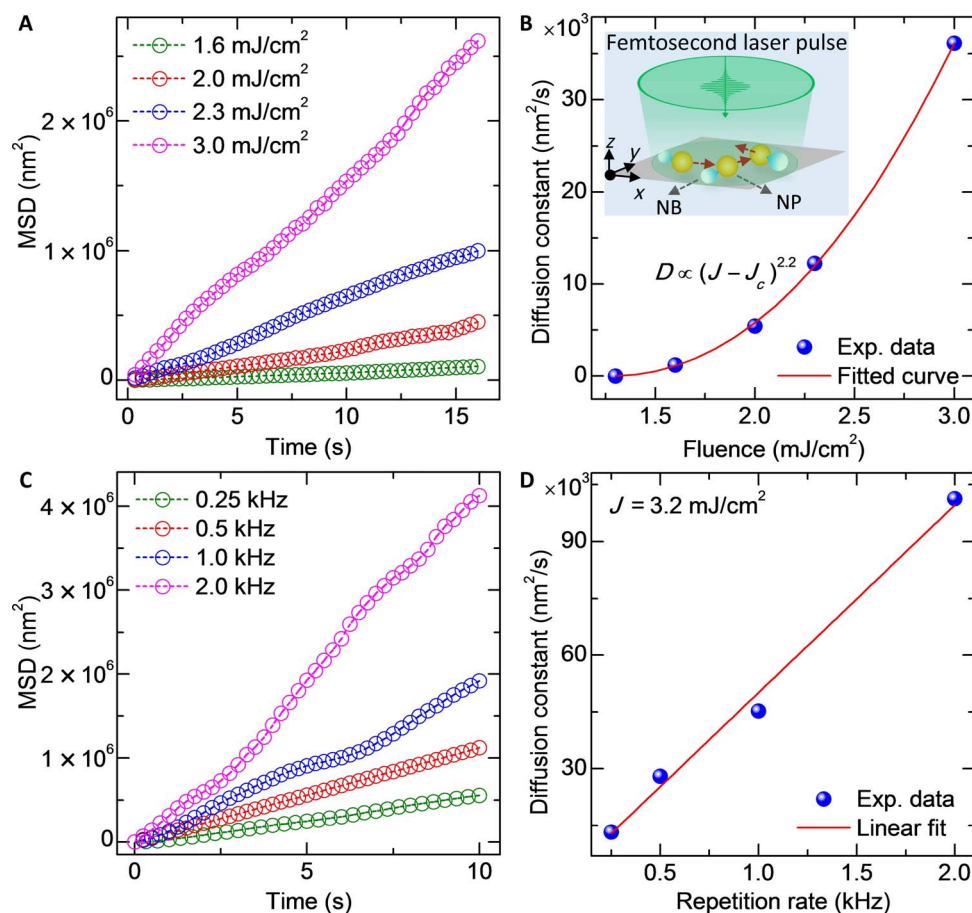 A
1.6 mJ/cm²
2.0 mJ/cm²
2.3 mJ/cm²
3.0 mJ/cm²
MSD (nm²)
2 × 10⁶
1 × 10⁶
0
0 5 10 15
Time (s)
B
×10³
Diffusion constant (nm²/s)
30
20
10
0
Femtosecond laser pulse
z
y
x
NB
NP
D ∝ (J − J_c)^2.2
Exp. data
Fitted curve
1.5 2.0 2.5 3.0
Fluence (mJ/cm²)
C
0.25 kHz
0.5 kHz
1.0 kHz
2.0 kHz
MSD (nm²)
4 × 10⁶
3 × 10⁶
2 × 10⁶
1 × 10⁶
0
0 5 10
Time (s)
D
×10³
J = 3.2 mJ/cm²
Diffusion constant (nm²/s)
90
60
30
Exp. data
Linear fit
0.5 1.0 1.5 2.0
Repetition rate (kHz)